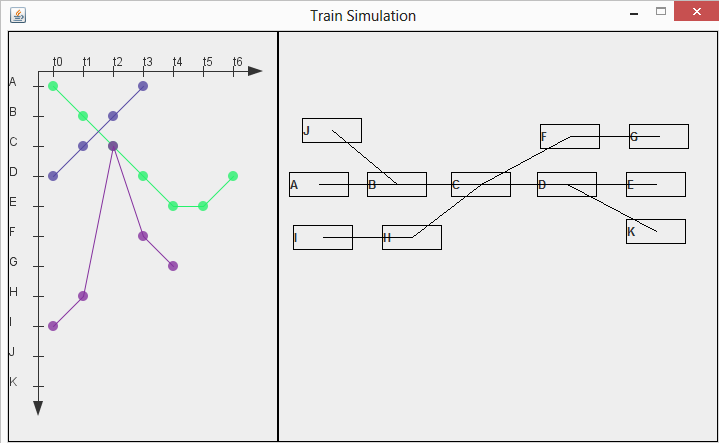 Train Simulation
t0 t1 t2 t3 t4 t5 t6
A
B
C
D
E
F
G
H
I
J
K
J
F G
A B C D E
I H
K